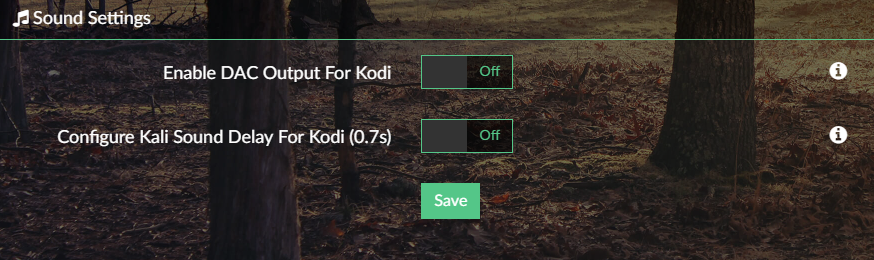 Sound Settings
Enable DAC Output For Kodi Off
Configure Kali Sound Delay For Kodi (0.7s) Off
Save